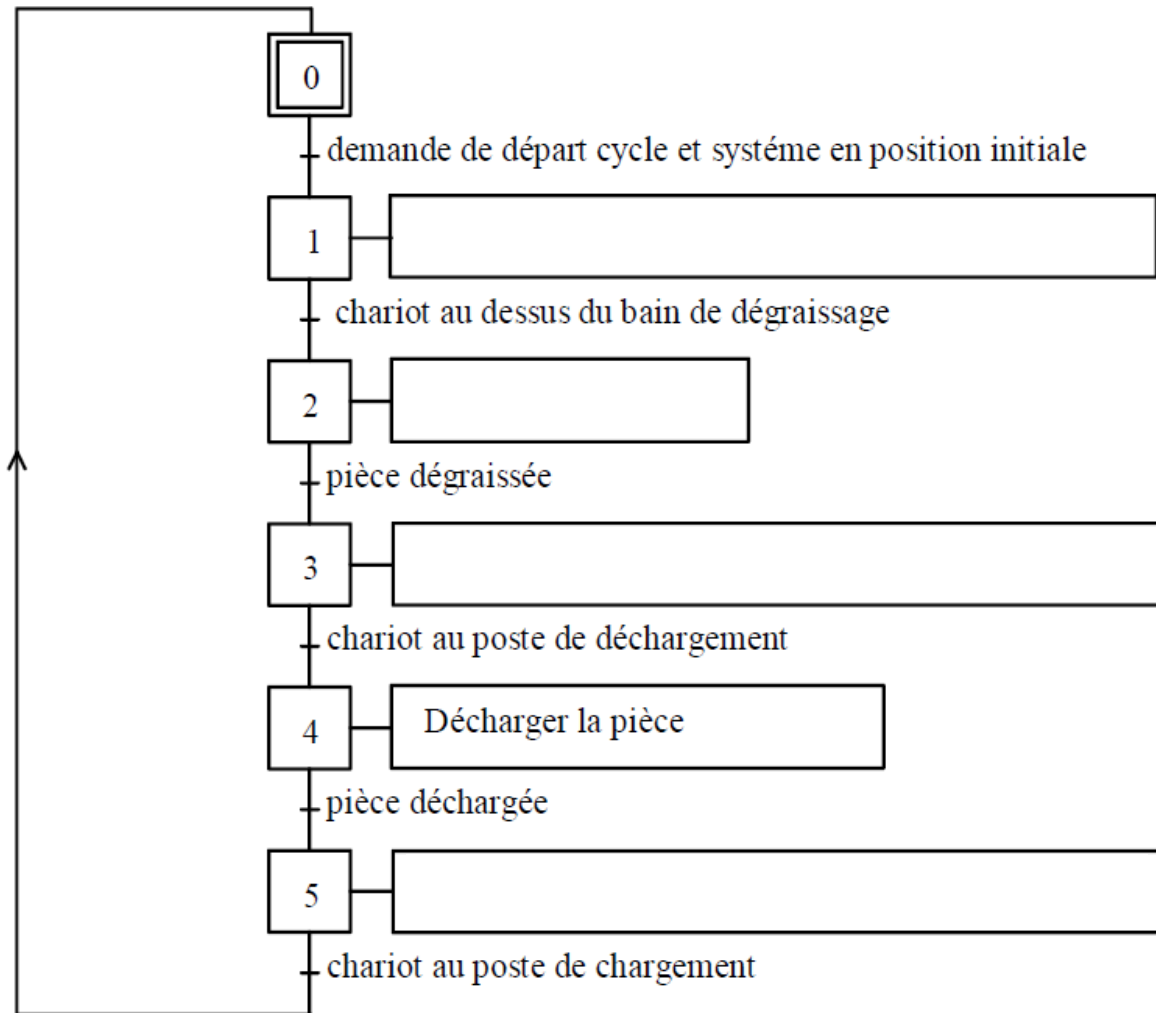 0
demande de départ cycle et systéme en position initiale
1
chariot au dessus du bain de dégraissage
2
pièce dégraissée
3
chariot au poste de déchargement
4 Décharger la pièce
pièce déchargée
5
chariot au poste de chargement